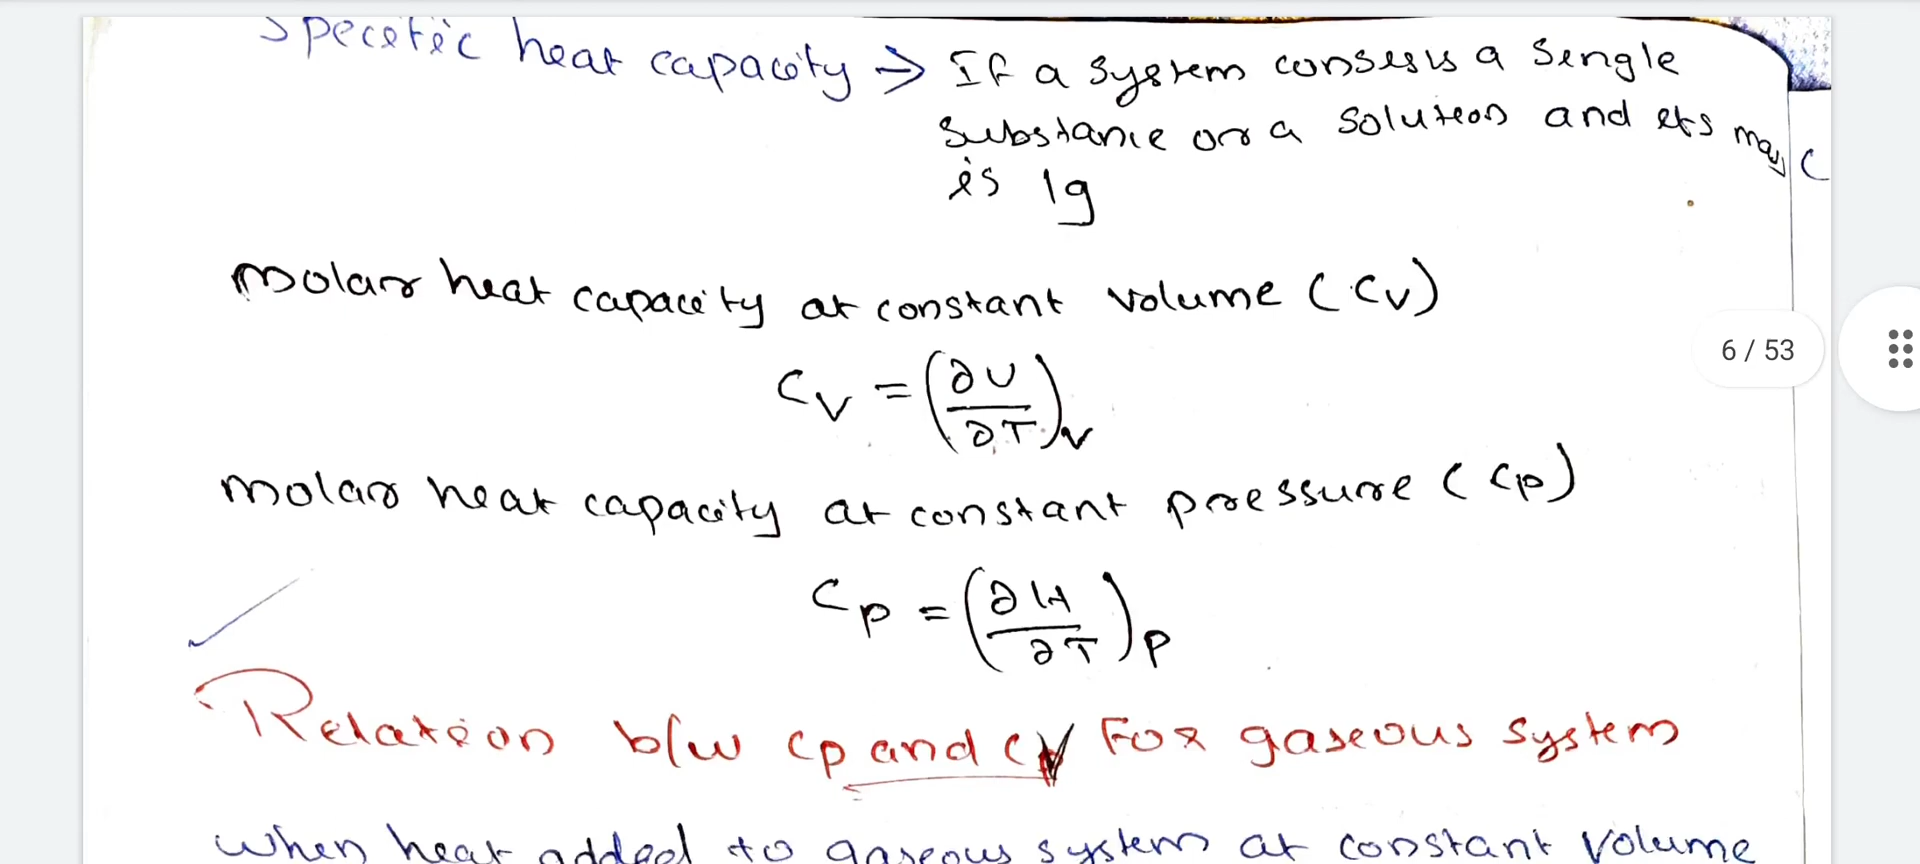 Specific heat capacity → If a system consists a single
substance or a solution and its mass
is 1g
Molar heat capacity at constant volume (Cv)
Cv = (∂U/∂T)v
Molar heat capacity at constant pressure (Cp)
Cp = (∂H/∂T)P
6 / 53
Relation b/w Cp and Cv For gaseous system
When heat added to gaseous system at constant volume